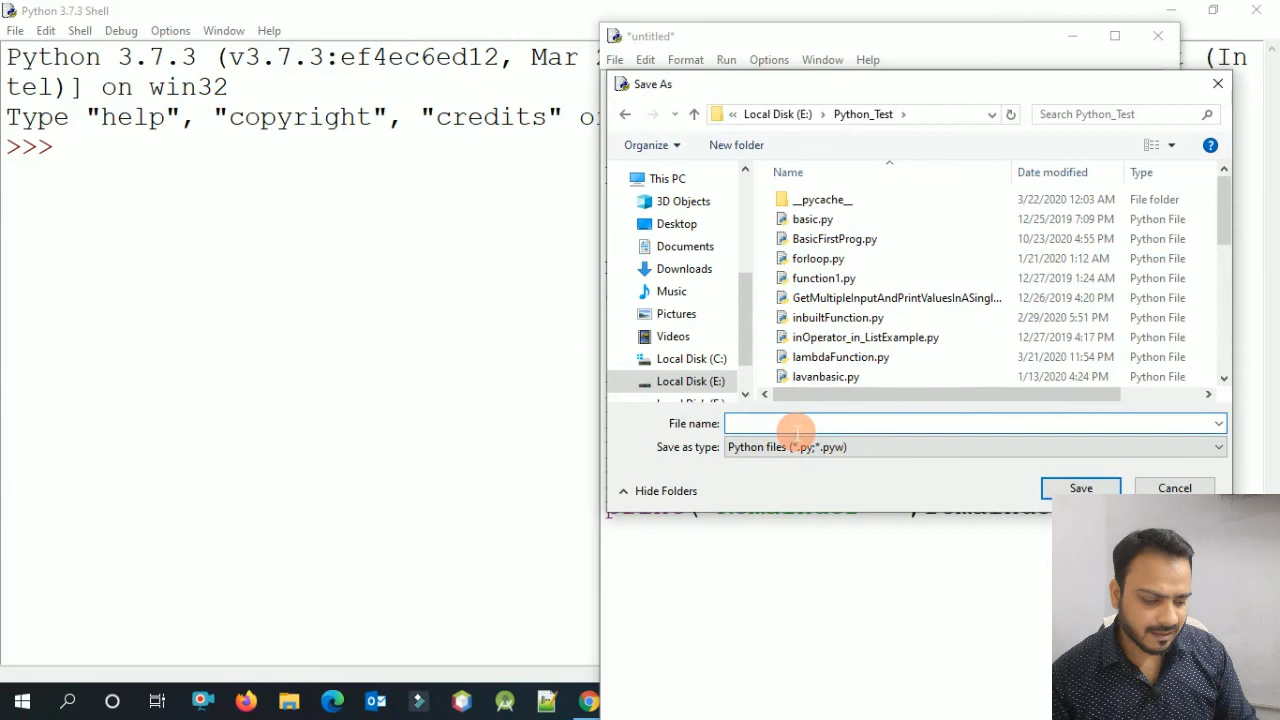 Python 3.7.3 Shell
File Edit Shell Debug Options Window Help
Python 3.7.3 (v3.7.3:ef4ec6ed12, Mar 2
(In
tel)] on win32
Type "help", "copyright", "credits" o
>>>
*untitled*
File Edit Format Run Options Window Help
Save As
« Local Disk (E:) > Python_Test >
Search Python_Test
Organize New folder
This PC
3D Objects
Desktop
Documents
Downloads
Music
Pictures
Videos
Local Disk (C:)
Local Disk (E:)
Name Date modified Type
__pycache__ 3/22/2020 12:03 AM File folder
basic.py 12/25/2019 7:09 PM Python File
BasicFirstProg.py 10/23/2020 4:55 PM Python File
forloop.py 1/21/2020 1:12 AM Python File
function1.py 12/27/2019 1:24 AM Python File
GetMultipleInputAndPrintValuesInASingl... 12/26/2019 4:20 PM Python File
inbuiltFunction.py 2/29/2020 5:51 PM Python File
inOperator_in_ListExample.py 12/27/2019 4:17 PM Python File
lambdaFunction.py 3/21/2020 11:54 PM Python File
lavanbasic.py 1/13/2020 4:24 PM Python File
File name:
Save as type: Python files (*.py;*.pyw)
Hide Folders Save Cancel